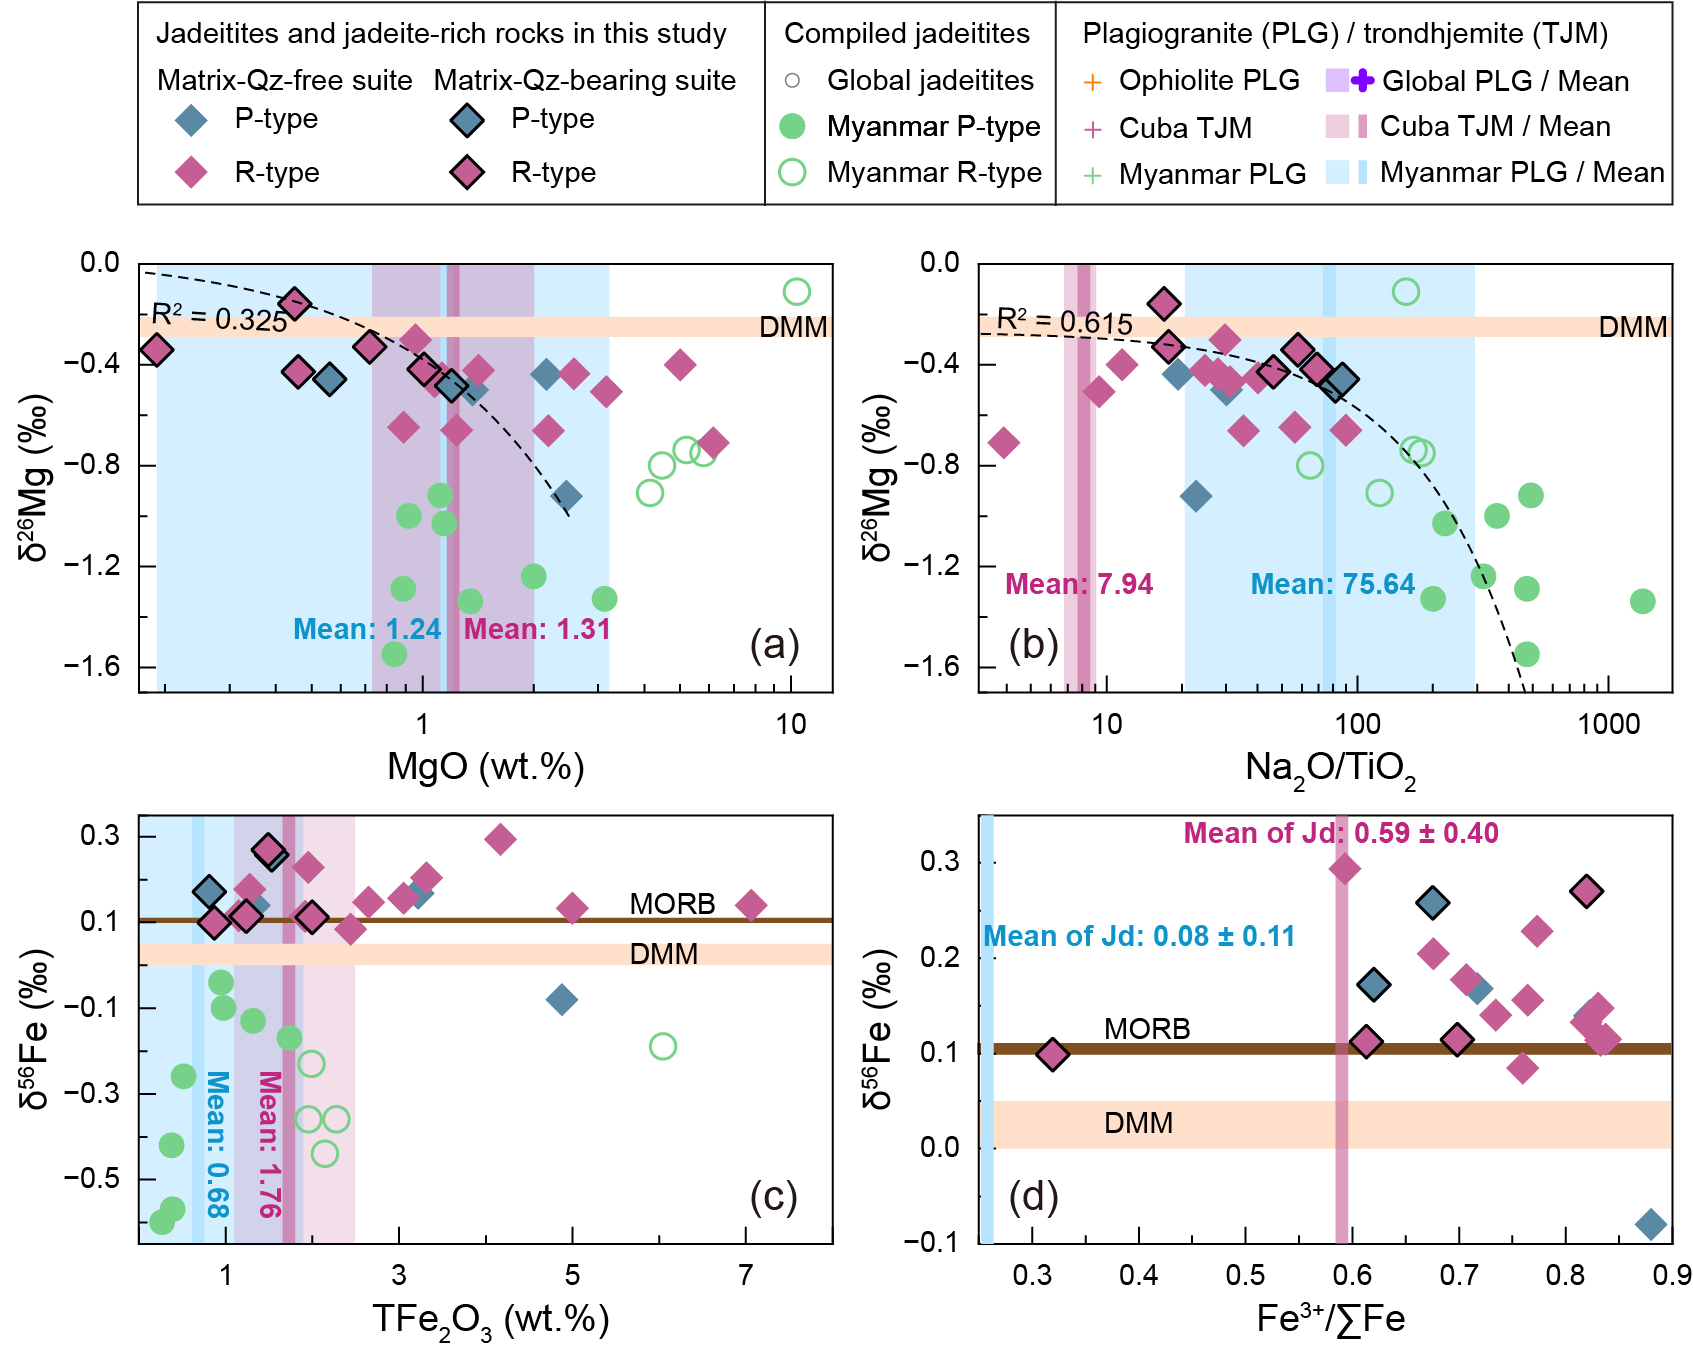 Jadeitites and jadeite-rich rocks in this study
Matrix-Qz-free suite Matrix-Qz-bearing suite
P-type P-type
R-type R-type
Compiled jadeitites
Global jadeitites
Myanmar P-type
Myanmar R-type
Plagiogranite (PLG) / trondhjemite (TJM)
Ophiolite PLG Global PLG / Mean
Cuba TJM Cuba TJM / Mean
Myanmar PLG Myanmar PLG / Mean
0.0
−0.4
−0.8
−1.2
−1.6
δ²⁶Mg (‰)
R² = 0.325
DMM
Mean: 1.24
Mean: 1.31
(a)
1 10
MgO (wt.%)
0.0
−0.4
−0.8
−1.2
−1.6
δ²⁶Mg (‰)
R² = 0.615
DMM
Mean: 7.94
Mean: 75.64
(b)
10 100 1000
Na₂O/TiO₂
0.3
0.1
−0.1
−0.3
−0.5
δ⁵⁶Fe (‰)
MORB
DMM
Mean: 0.68
Mean: 1.76
(c)
1 3 5 7
TFe₂O₃ (wt.%)
0.3
0.2
0.1
0.0
−0.1
δ⁵⁶Fe (‰)
Mean of Jd: 0.59 ± 0.40
Mean of Jd: 0.08 ± 0.11
MORB
DMM
(d)
0.3 0.4 0.5 0.6 0.7 0.8 0.9
Fe³⁺/∑Fe